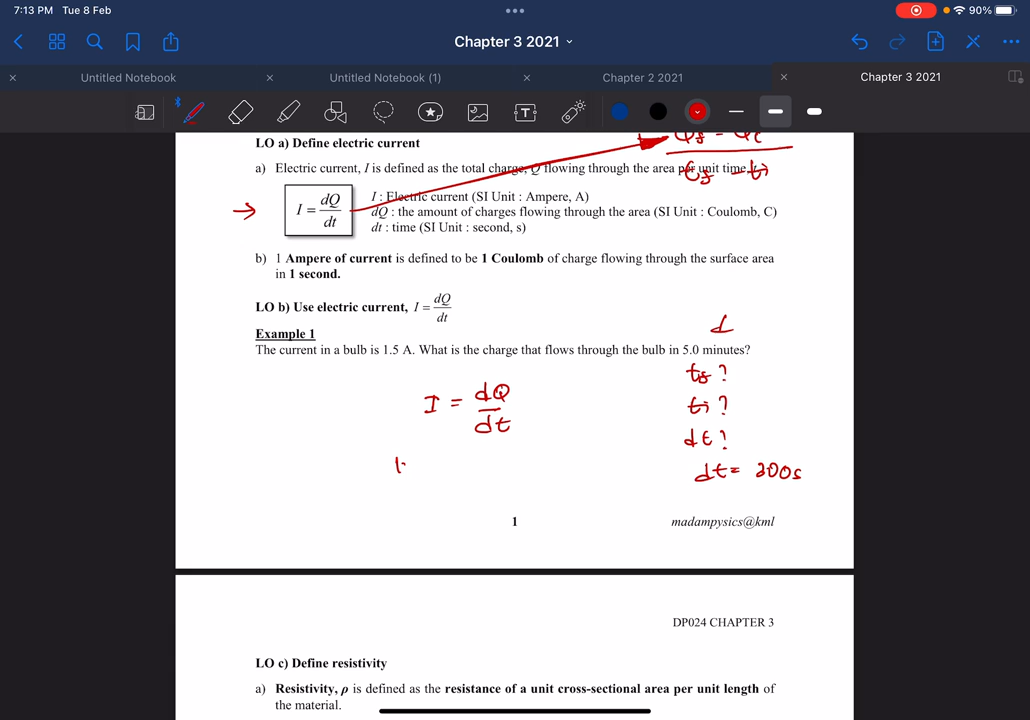 7:13 PM Tue 8 Feb
90%
Chapter 3 2021
Untitled Notebook
Untitled Notebook (1)
Chapter 2 2021
Chapter 3 2021
LO a) Define electric current
a) Electric current, I is defined as the total charge, Q flowing through the area per unit time, t
tf - ti
I = dQ/dt
I : Electric current (SI Unit : Ampere, A)
dQ : the amount of charges flowing through the area (SI Unit : Coulomb, C)
dt : time (SI Unit : second, s)
b) 1 Ampere of current is defined to be 1 Coulomb of charge flowing through the surface area
in 1 second.
LO b) Use electric current, I = dQ/dt
Example 1
d
The current in a bulb is 1.5 A. What is the charge that flows through the bulb in 5.0 minutes?
tf ?
ti ?
I = dQ/dt
dt ?
dt = 300s
1
madampysics@kml
DP024 CHAPTER 3
LO c) Define resistivity
a) Resistivity, ρ is defined as the resistance of a unit cross-sectional area per unit length of
the material.